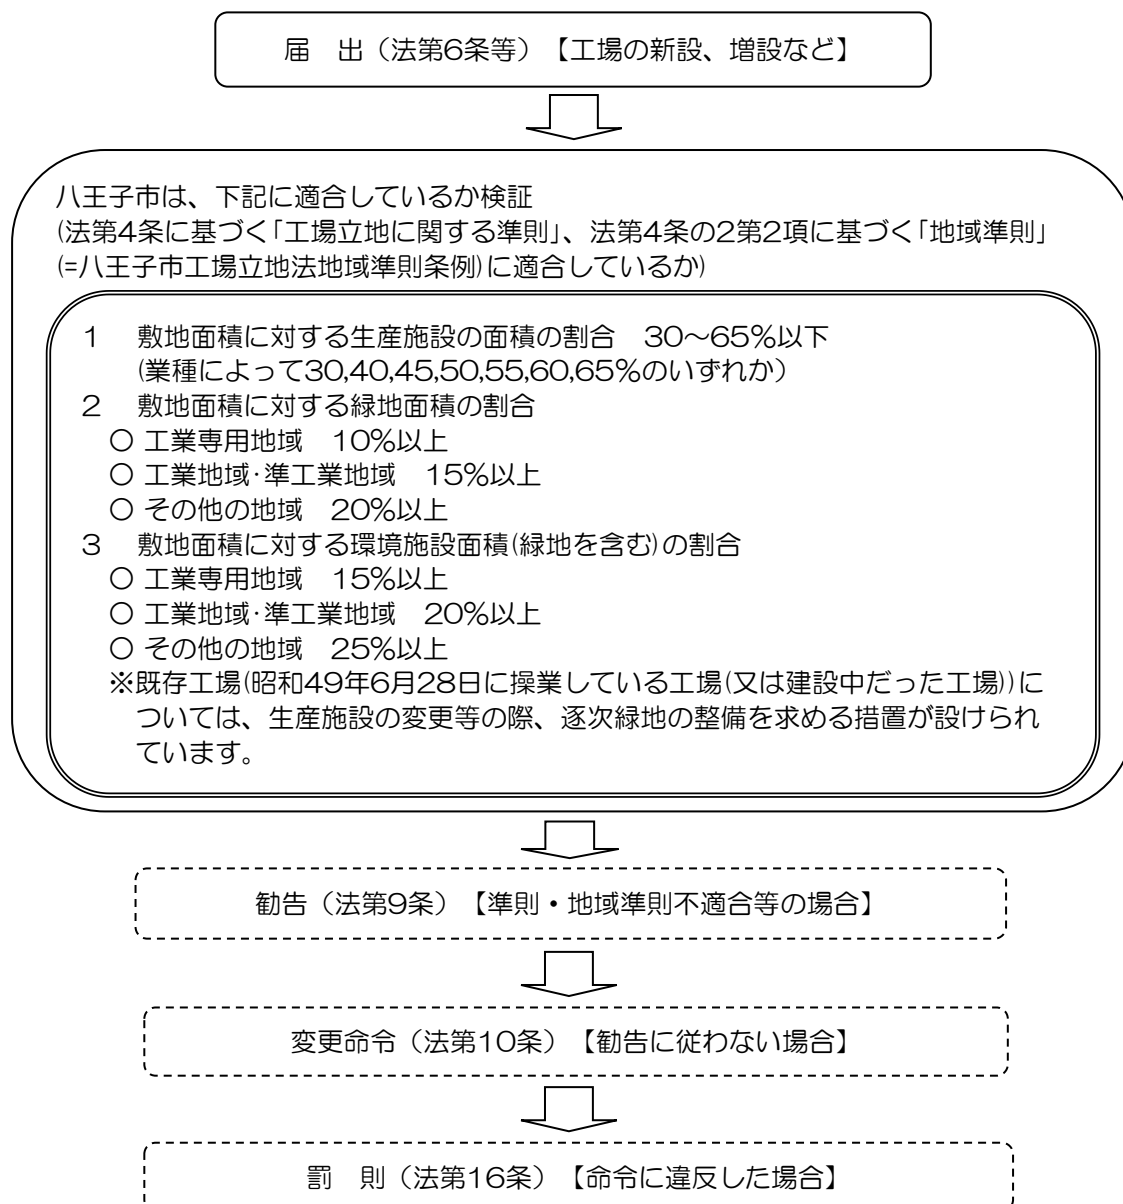 届　出（法第6条等）【工場の新設、増設など】
八王子市は、下記に適合しているか検証
(法第4条に基づく「工場立地に関する準則」、法第4条の2第2項に基づく「地域準則」
(=八王子市工場立地法地域準則条例)に適合しているか)
1　敷地面積に対する生産施設の面積の割合　30～65%以下
(業種によって30,40,45,50,55,60,65%のいずれか）
2　敷地面積に対する緑地面積の割合
○ 工業専用地域　10%以上
○ 工業地域･準工業地域　15%以上
○ その他の地域　20%以上
3　敷地面積に対する環境施設面積(緑地を含む)の割合
○ 工業専用地域　15%以上
○ 工業地域･準工業地域　20%以上
○ その他の地域　25%以上
※既存工場(昭和49年6月28日に操業している工場(又は建設中だった工場))に
ついては、生産施設の変更等の際、逐次緑地の整備を求める措置が設けられ
ています。
勧告（法第9条）【準則・地域準則不適合等の場合】
変更命令（法第10条）【勧告に従わない場合】
罰　則（法第16条）【命令に違反した場合】